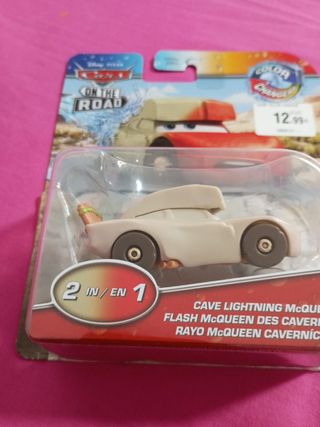 Disney PIXAR
Cars
ON THE
ROAD
COLOR
Changers
12.99
2 IN/EN 1
CAVE LIGHTNING McQUE
FLASH McQUEEN DES CAVERN
RAYO McQUEEN CAVERNÍC